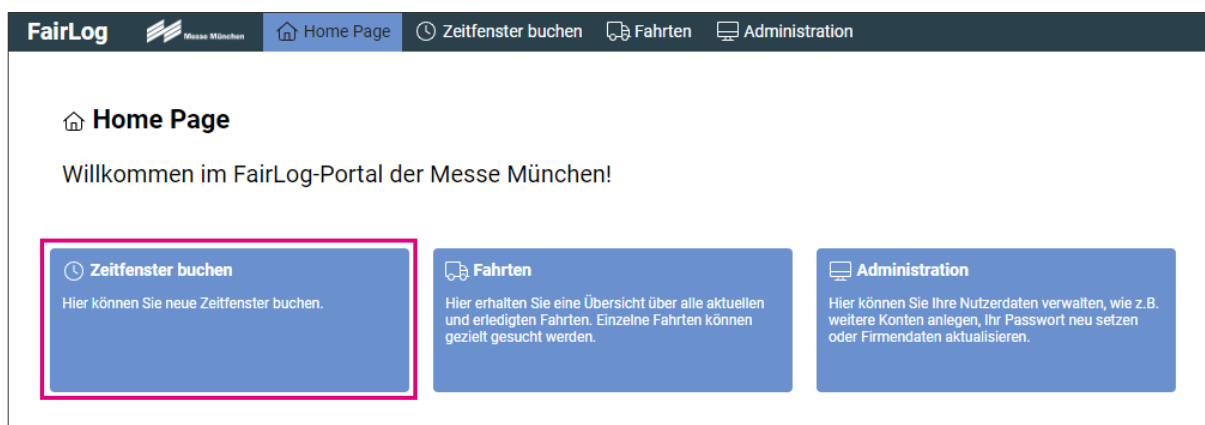 FairLog Messe München Home Page Zeitfenster buchen Fahrten Administration
Home Page
Willkommen im FairLog-Portal der Messe München!
Zeitfenster buchen
Hier können Sie neue Zeitfenster buchen.
Fahrten
Hier erhalten Sie eine Übersicht über alle aktuellen
und erledigten Fahrten. Einzelne Fahrten können
gezielt gesucht werden.
Administration
Hier können Sie Ihre Nutzerdaten verwalten, wie z.B.
weitere Konten anlegen, Ihr Passwort neu setzen
oder Firmendaten aktualisieren.